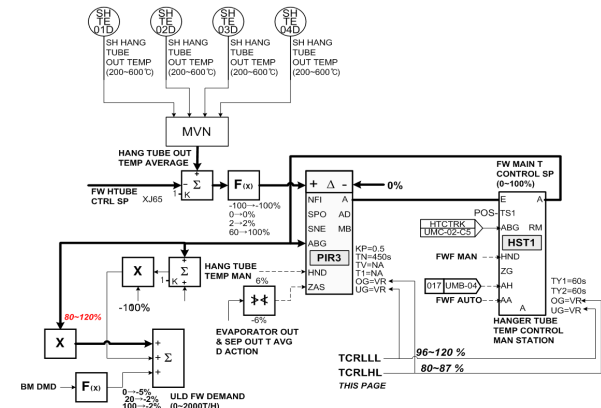 SH TE 01D
SH TE 02D
SH TE 03D
SH TE 04D
SH HANG TUBE OUT TEMP (200~600℃)
SH HANG TUBE OUT TEMP (200~600℃)
SH HANG TUBE OUT TEMP (200~600℃)
SH HANG TUBE OUT TEMP (200~600℃)
MVN
HANG TUBE OUT
TEMP AVERAGE
FW HTUBE
CTRL SP
XJ65
- + Σ
1 K
F(X)
-100→-100%
0→0%
2→2%
60→100%
+ Δ -
0%
NFI A
SPO AD
SNE MB
ABG
PIR3
HND
ZAS
KP=0.5
TN=450s
TV=NA
T1=NA
OG=VR
UG=VR
FW MAIN T
CONTROL SP
(0~100%)
E A
POS-TS1
HTCTRK
UMC-02-C5
ABG RM
HST1
FWF MAN
HND
ZG
017 UMB-04
AH
FWF AUTO
AA
A
TY1=60s
TY2=60s
OG=VR
UG=VR
HANGER TUBE
TEMP CONTROL
MAN STATION
HANG TUBE
TEMP MAN
X
+ + Σ
1 K
-100%
6%
-6%
EVAPORATOR OUT
& SEP OUT T AVG
D ACTION
80~120%
X
+
+ Σ
+
BM DMD
F(X)
0→-5%
20→-2%
100→-2%
ULD FW DEMAND
(0~2000T/H)
TCRLLL
96~120 %
TCRLHL
80~87 %
THIS PAGE